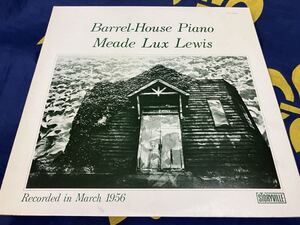 Barrel-House Piano
Meade Lux Lewis
Recorded in March 1956
STORYVILLE